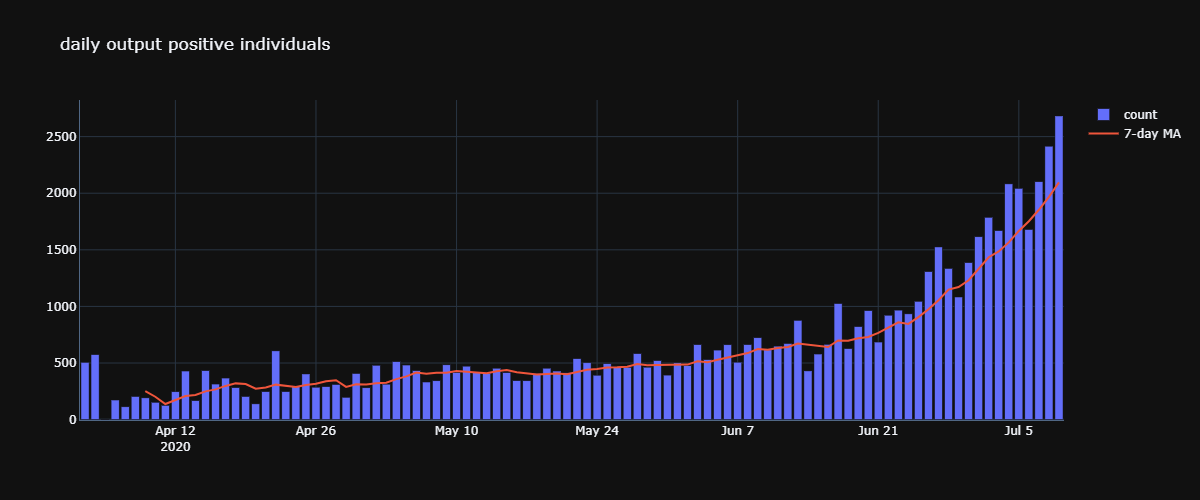 daily output positive individuals
count
7-day MA
2500
2000
1500
1000
500
0
Apr 12
2020
Apr 26
May 10
May 24
Jun 7
Jun 21
Jul 5